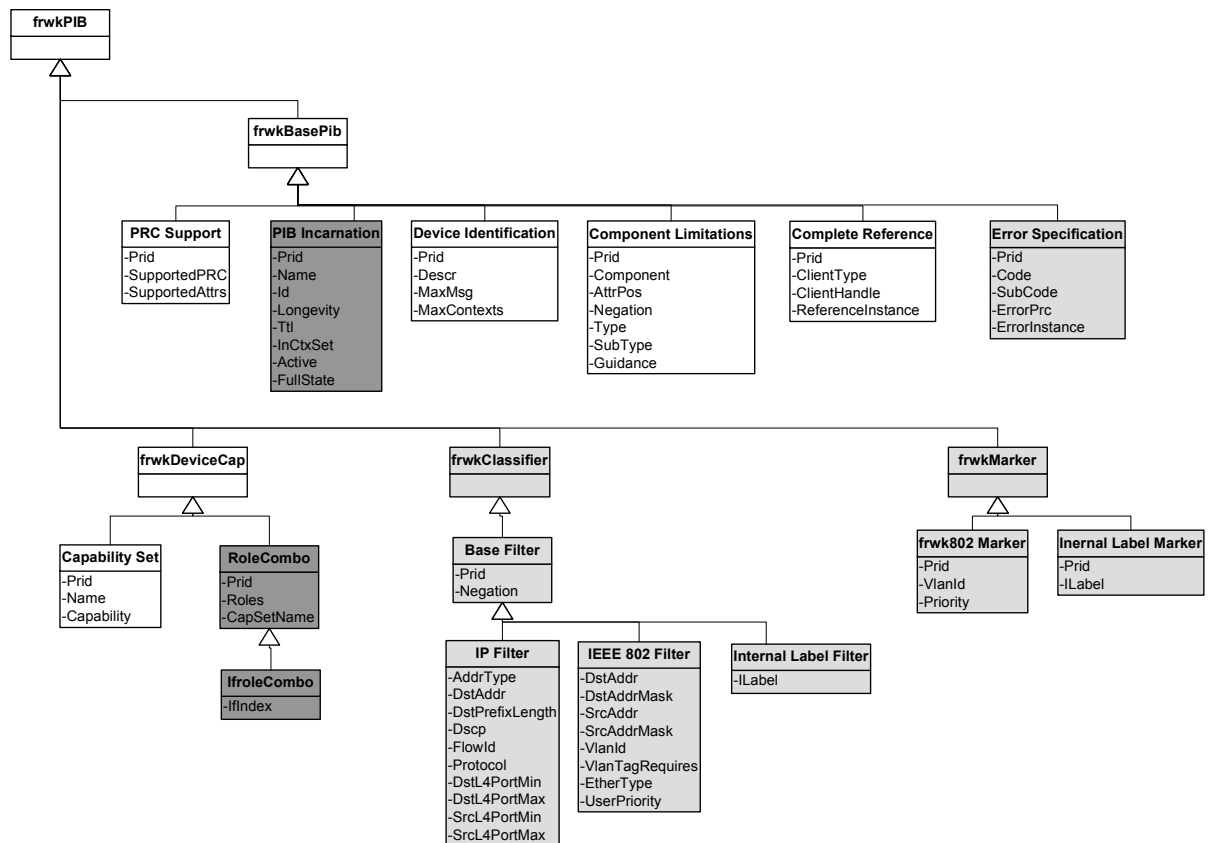 frwkPIB
frwkBasePib
PRC Support
-Prid
-SupportedPRC
-SupportedAttrs
PIB Incarnation
-Prid
-Name
-Id
-Longevity
-Ttl
-InCtxSet
-Active
-FullState
Device Identification
-Prid
-Descr
-MaxMsg
-MaxContexts
Component Limitations
-Prid
-Component
-AttrPos
-Negation
-Type
-SubType
-Guidance
Complete Reference
-Prid
-ClientType
-ClientHandle
-ReferenceInstance
Error Specification
-Prid
-Code
-SubCode
-ErrorPrc
-ErrorInstance
frwkDeviceCap
Capability Set
-Prid
-Name
-Capability
RoleCombo
-Prid
-Roles
-CapSetName
IfroleCombo
-IfIndex
frwkClassifier
Base Filter
-Prid
-Negation
IP Filter
-AddrType
-DstAddr
-DstPrefixLength
-Dscp
-FlowId
-Protocol
-DstL4PortMin
-DstL4PortMax
-SrcL4PortMin
-SrcL4PortMax
IEEE 802 Filter
-DstAddr
-DstAddrMask
-SrcAddr
-SrcAddrMask
-VlanId
-VlanTagRequires
-EtherType
-UserPriority
Internal Label Filter
-ILabel
frwkMarker
frwk802 Marker
-Prid
-VlanId
-Priority
Inernal Label Marker
-Prid
-ILabel